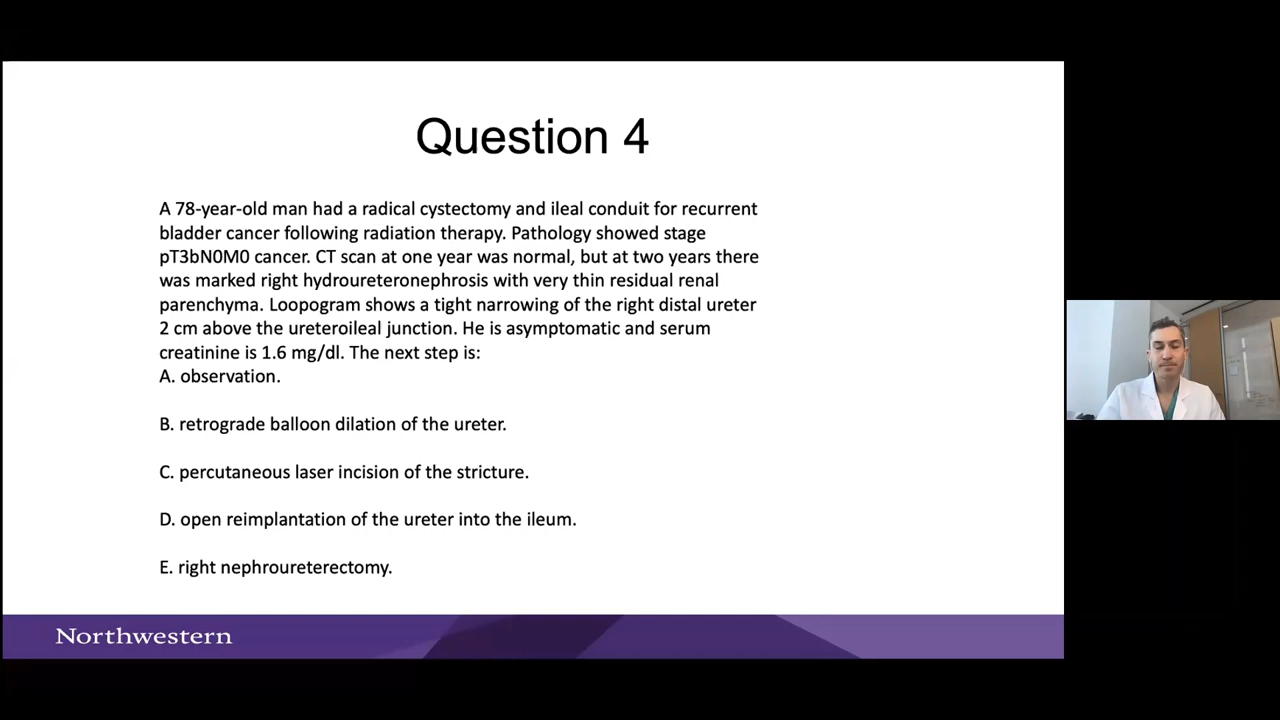 Question 4
A 78-year-old man had a radical cystectomy and ileal conduit for recurrent
bladder cancer following radiation therapy. Pathology showed stage
pT3bN0M0 cancer. CT scan at one year was normal, but at two years there
was marked right hydroureteronephrosis with very thin residual renal
parenchyma. Loopogram shows a tight narrowing of the right distal ureter
2 cm above the ureteroileal junction. He is asymptomatic and serum
creatinine is 1.6 mg/dl. The next step is:
A. observation.
B. retrograde balloon dilation of the ureter.
C. percutaneous laser incision of the stricture.
D. open reimplantation of the ureter into the ileum.
E. right nephroureterectomy.
Northwestern